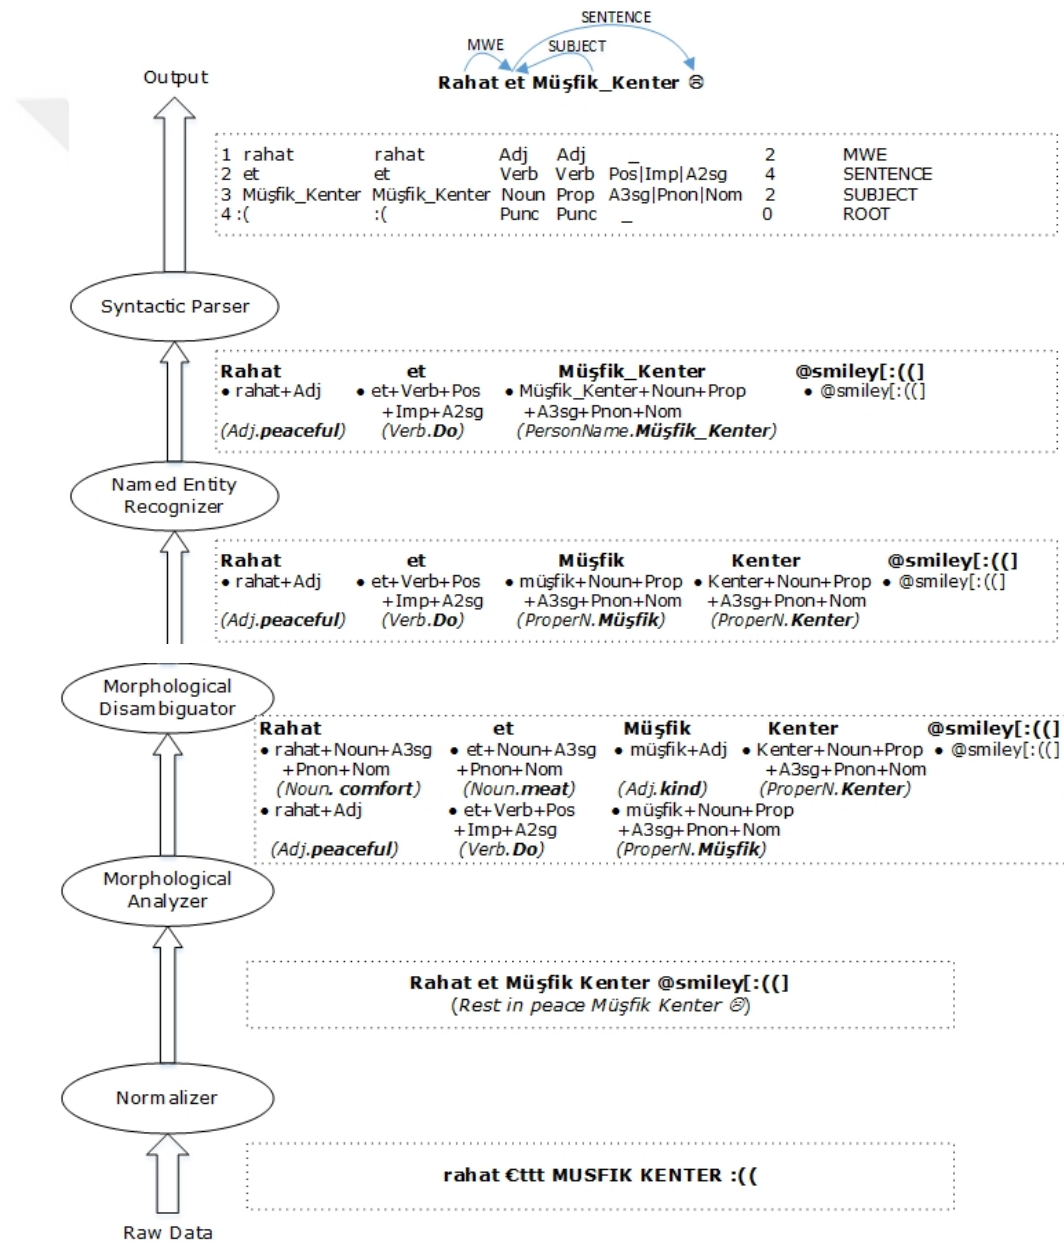 SENTENCE
MWE SUBJECT
Output
Rahat et Müşfik_Kenter ☹
1 rahat rahat Adj Adj _ 2 MWE
2 et et Verb Verb Pos|Imp|A2sg 4 SENTENCE
3 Müşfik_Kenter Müşfik_Kenter Noun Prop A3sg|Pnon|Nom 2 SUBJECT
4 :( :( Punc Punc _ 0 ROOT
Syntactic Parser
Rahat et Müşfik_Kenter @smiley[:((]
• rahat+Adj • et+Verb+Pos • Müşfik_Kenter+Noun+Prop • @smiley[:((]
+Imp+A2sg +A3sg+Pnon+Nom
(Adj.peaceful) (Verb.Do) (PersonName.Müşfik_Kenter)
Named Entity
Recognizer
Rahat et Müşfik Kenter @smiley[:((]
• rahat+Adj • et+Verb+Pos • müşfik+Noun+Prop • Kenter+Noun+Prop • @smiley[:((]
+Imp+A2sg +A3sg+Pnon+Nom +A3sg+Pnon+Nom
(Adj.peaceful) (Verb.Do) (ProperN.Müşfik) (ProperN.Kenter)
Morphological
Disambiguator
Rahat et Müşfik Kenter @smiley[:((]
• rahat+Noun+A3sg • et+Noun+A3sg • müşfik+Adj • Kenter+Noun+Prop • @smiley[:((]
+Pnon+Nom +Pnon+Nom +A3sg+Pnon+Nom
(Noun. comfort) (Noun.meat) (Adj.kind) (ProperN.Kenter)
• rahat+Adj • et+Verb+Pos • müşfik+Noun+Prop
+Imp+A2sg +A3sg+Pnon+Nom
(Adj.peaceful) (Verb.Do) (ProperN.Müşfik)
Morphological
Analyzer
Rahat et Müşfik Kenter @smiley[:((]
(Rest in peace Müşfik Kenter ☹)
Normalizer
rahat €ttt MUSFIK KENTER :((
Raw Data